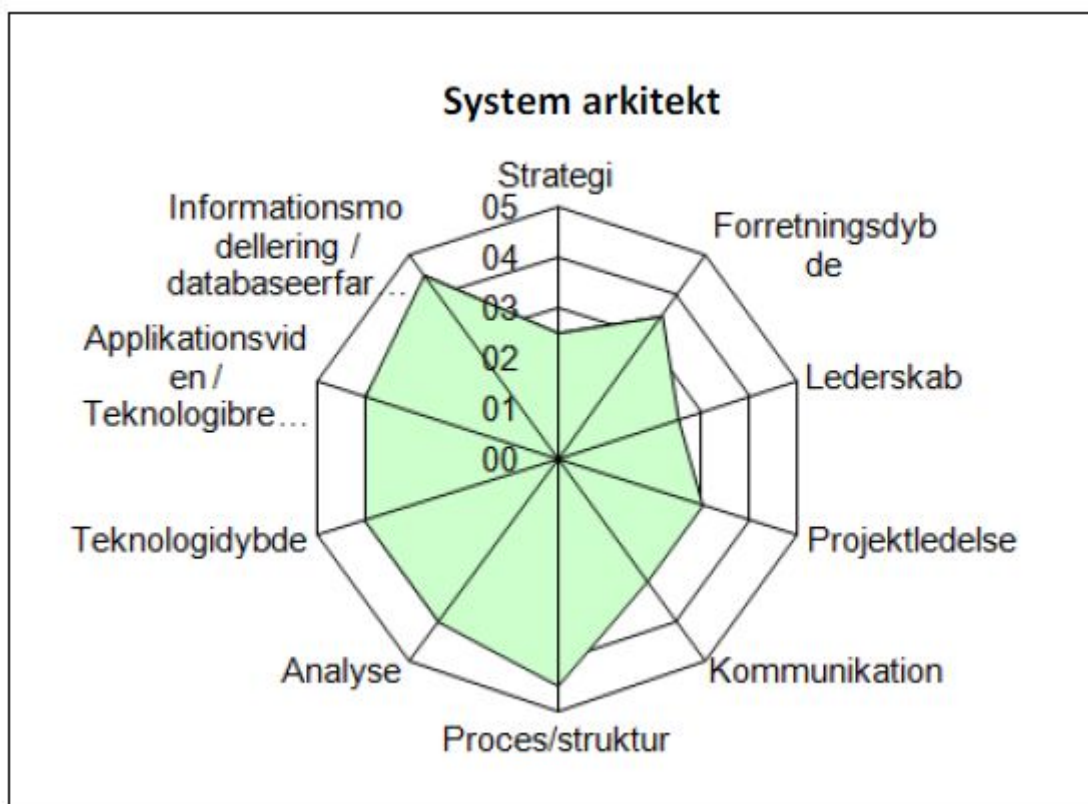 System arkitekt
Strategi
05
04
03
02
01
00
Forretningsdyb
de
Lederskab
Projektledelse
Kommunikation
Proces/struktur
Analyse
Teknologidybde
Applikationsvid
en /
Teknologibre…
Informationsmo
dellering /
databaseerfar…